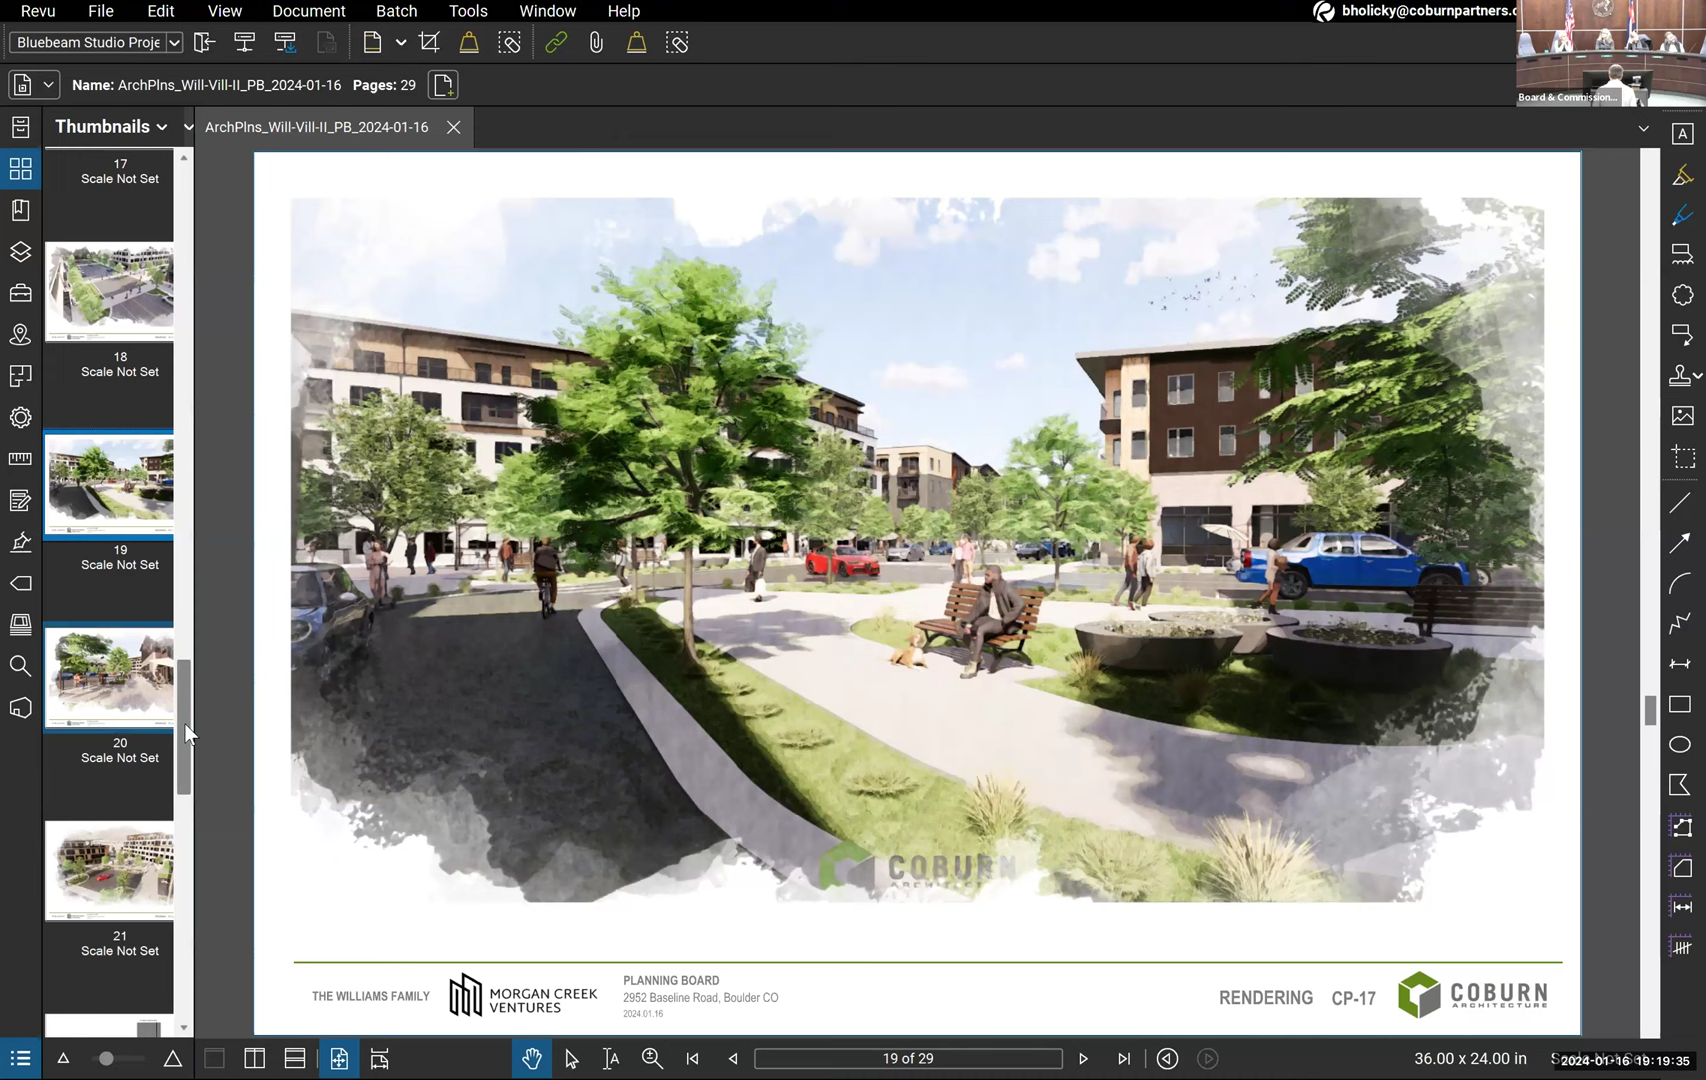 Revu File Edit View Document Batch Tools Window Help
bholicky@coburnpartners.c
Bluebeam Studio Proje
Board & Commission...
Name: ArchPlns_Will-Vill-II_PB_2024-01-16 Pages: 29
Thumbnails
ArchPlns_Will-Vill-II_PB_2024-01-16
17
Scale Not Set
18
Scale Not Set
19
Scale Not Set
20
Scale Not Set
21
Scale Not Set
COBURN
ARCHITECT
THE WILLIAMS FAMILY
MORGAN CREEK
VENTURES
PLANNING BOARD
2952 Baseline Road, Boulder CO
2024.01.16
RENDERING CP-17
COBURN
ARCHITECTURE
19 of 29
36.00 x 24.00 in
2024-01-16 19:19:35